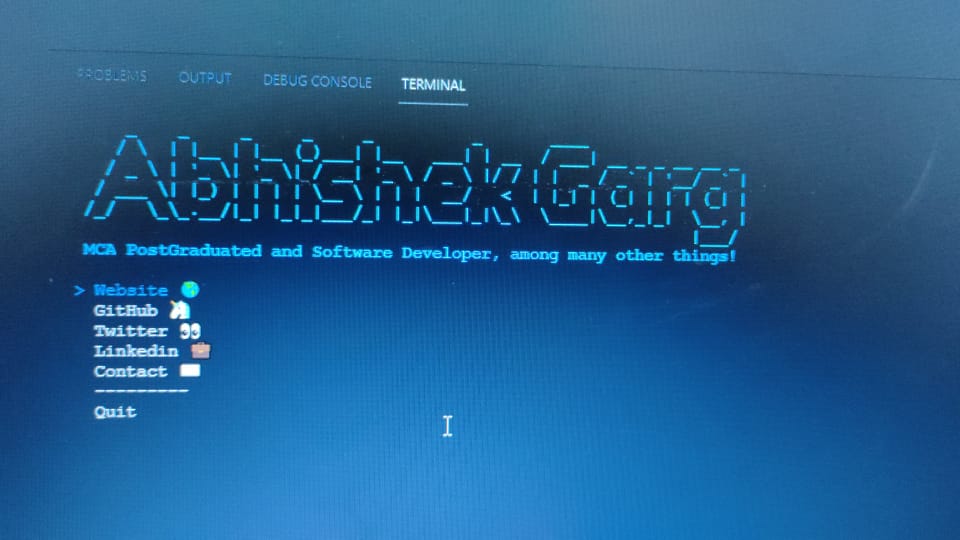 PROBLEMS OUTPUT DEBUG CONSOLE TERMINAL
Abhishek Garg
MCA PostGraduated and Software Developer, among many other things!
> Website 🌎
GitHub 🦄
Twitter 👀
Linkedin 💼
Contact ✉️
---------
Quit